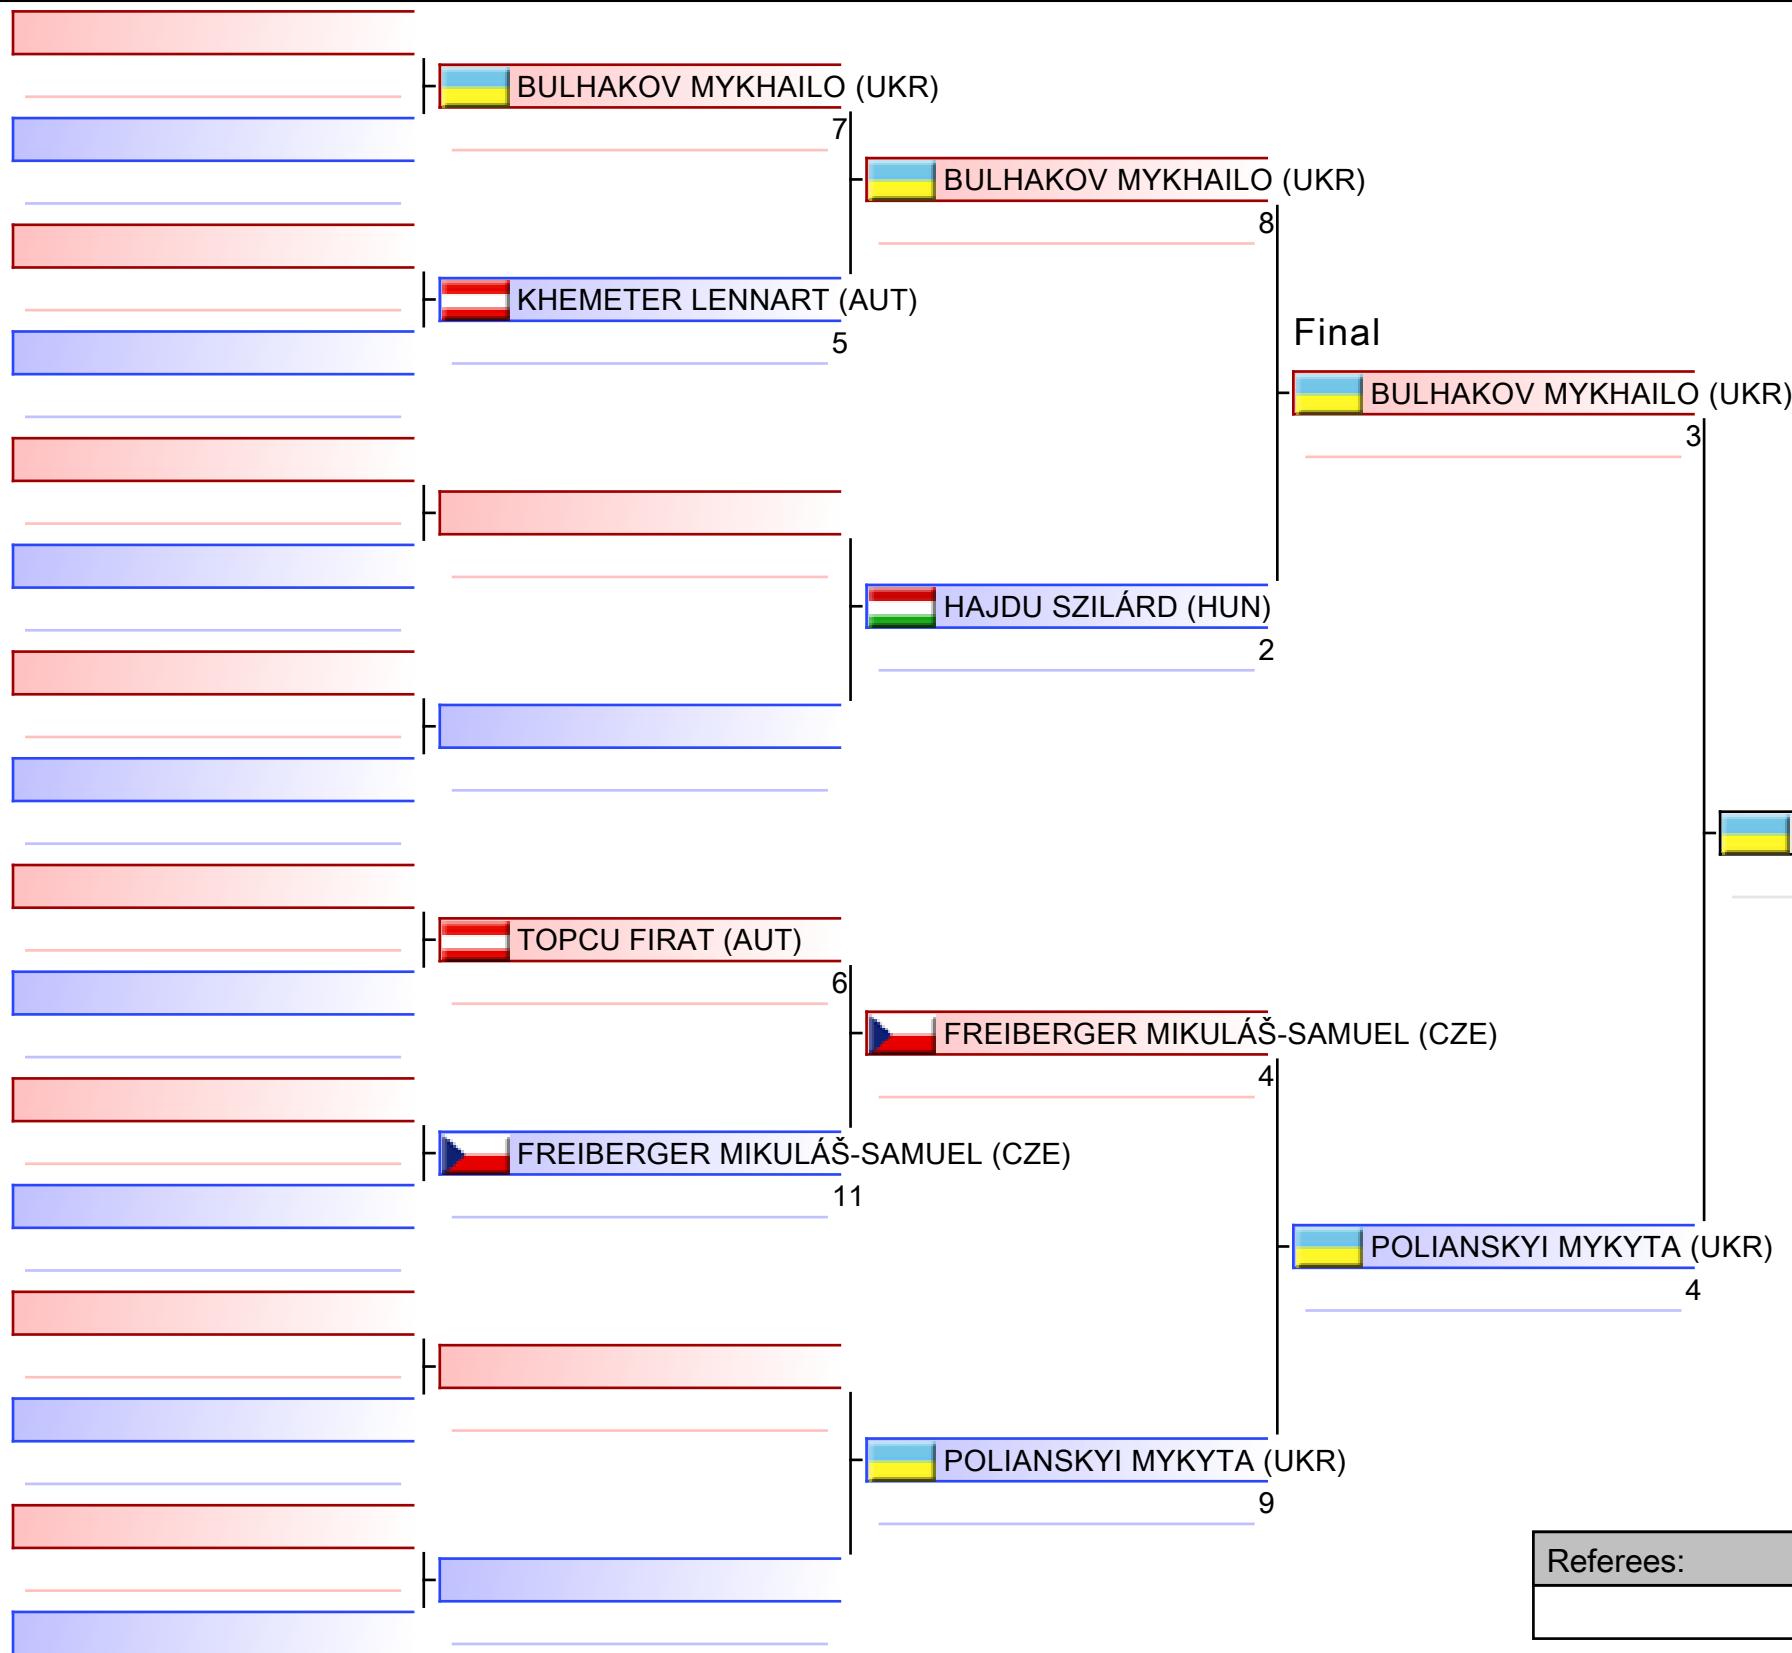 BULHAKOV MYKHAILO (UKR)
7
BULHAKOV MYKHAILO (UKR)
8
KHEMETER LENNART (AUT)
5
Final
BULHAKOV MYKHAILO (UKR)
3
HAJDU SZILÁRD (HUN)
2
TOPCU FIRAT (AUT)
6
FREIBERGER MIKULÁŠ-SAMUEL (CZE)
4
FREIBERGER MIKULÁŠ-SAMUEL (CZE)
11
POLIANSKYI MYKYTA (UKR)
4
POLIANSKYI MYKYTA (UKR)
9
Referees: